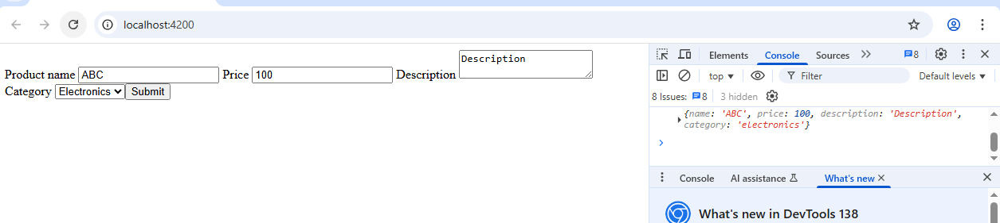 localhost:4200
Product name ABC Price 100 Description Description
Category Electronics Submit
Elements Console Sources 8
top Filter Default levels
8 Issues: 8 3 hidden
{name: 'ABC', price: 100, description: 'Description',
category: 'electronics'}
Console AI assistance What's new
What's new in DevTools 138